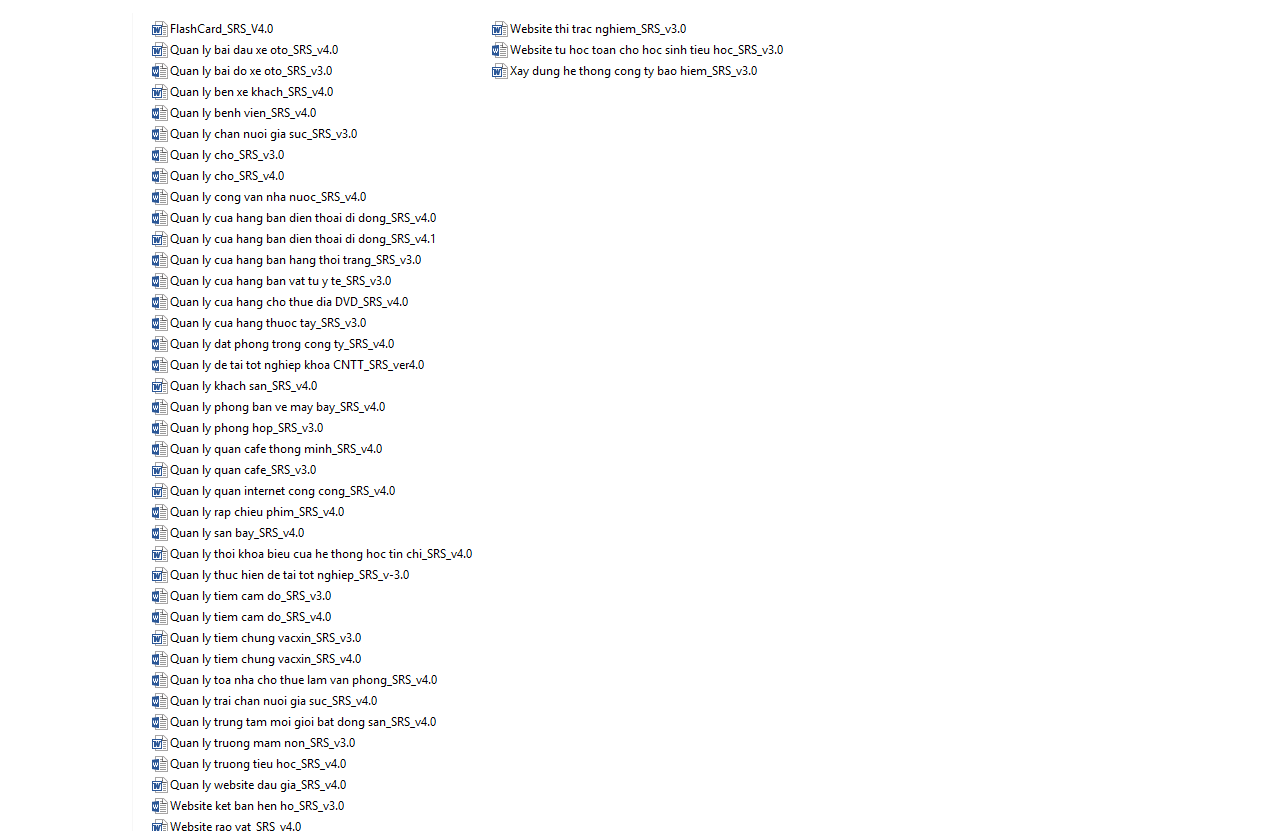 FlashCard_SRS_V4.0
Quan ly bai dau xe oto_SRS_v4.0
Quan ly bai do xe oto_SRS_v3.0
Quan ly ben xe khach_SRS_v4.0
Quan ly benh vien_SRS_v4.0
Quan ly chan nuoi gia suc_SRS_v3.0
Quan ly cho_SRS_v3.0
Quan ly cho_SRS_v4.0
Quan ly cong van nha nuoc_SRS_v4.0
Quan ly cua hang ban dien thoai di dong_SRS_v4.0
Quan ly cua hang ban dien thoai di dong_SRS_v4.1
Quan ly cua hang ban hang thoi trang_SRS_v3.0
Quan ly cua hang ban vat tu y te_SRS_v3.0
Quan ly cua hang cho thue dia DVD_SRS_v4.0
Quan ly cua hang thuoc tay_SRS_v3.0
Quan ly dat phong trong cong ty_SRS_v4.0
Quan ly de tai tot nghiep khoa CNTT_SRS_ver4.0
Quan ly khach san_SRS_v4.0
Quan ly phong ban ve may bay_SRS_v4.0
Quan ly phong hop_SRS_v3.0
Quan ly quan cafe thong minh_SRS_v4.0
Quan ly quan cafe_SRS_v3.0
Quan ly quan internet cong cong_SRS_v4.0
Quan ly rap chieu phim_SRS_v4.0
Quan ly san bay_SRS_v4.0
Quan ly thoi khoa bieu cua he thong hoc tin chi_SRS_v4.0
Quan ly thuc hien de tai tot nghiep_SRS_v-3.0
Quan ly tiem cam do_SRS_v3.0
Quan ly tiem cam do_SRS_v4.0
Quan ly tiem chung vacxin_SRS_v3.0
Quan ly tiem chung vacxin_SRS_v4.0
Quan ly toa nha cho thue lam van phong_SRS_v4.0
Quan ly trai chan nuoi gia suc_SRS_v4.0
Quan ly trung tam moi gioi bat dong san_SRS_v4.0
Quan ly truong mam non_SRS_v3.0
Quan ly truong tieu hoc_SRS_v4.0
Quan ly website dau gia_SRS_v4.0
Website ket ban hen ho_SRS_v3.0
Website rao vat_SRS_v4.0
Website thi trac nghiem_SRS_v3.0
Website tu hoc toan cho hoc sinh tieu hoc_SRS_v3.0
Xay dung he thong cong ty bao hiem_SRS_v3.0